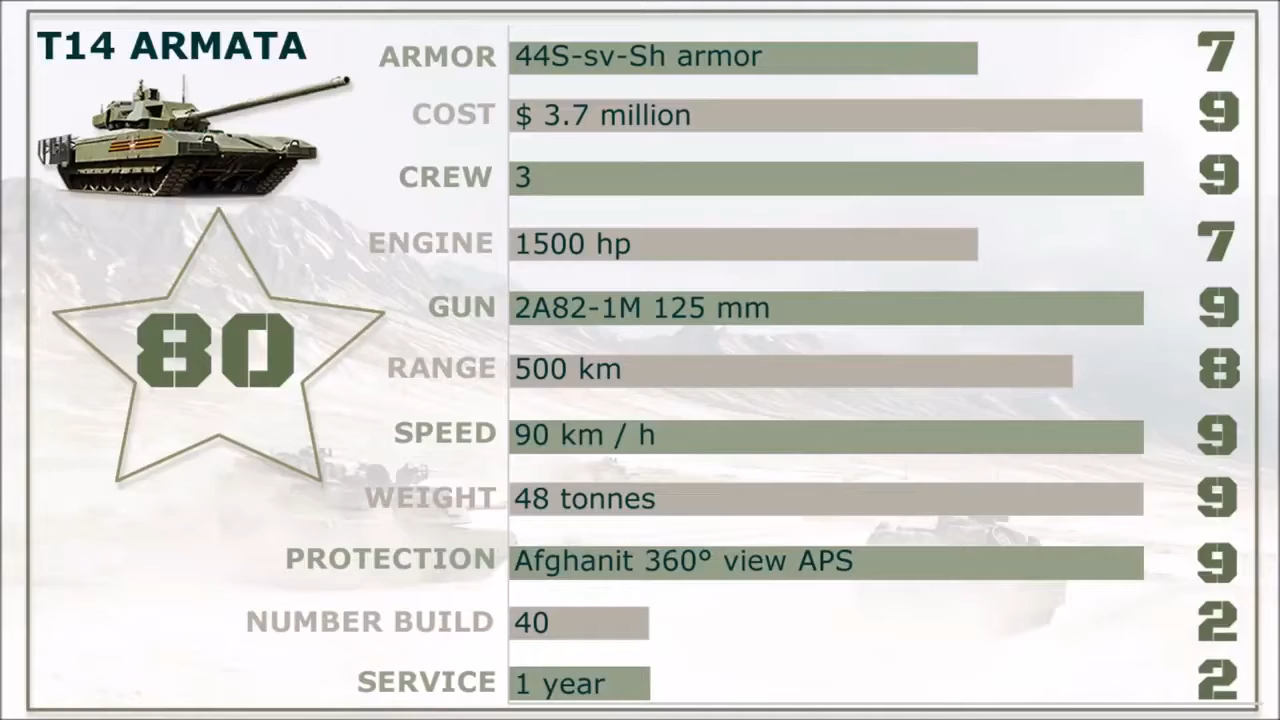 T14 ARMATA
ARMOR 44S-sv-Sh armor 7
COST $ 3.7 million 9
CREW 3 9
ENGINE 1500 hp 7
GUN 2A82-1M 125 mm 9
80
RANGE 500 km 8
SPEED 90 km / h 9
WEIGHT 48 tonnes 9
PROTECTION Afghanit 360° view APS 9
NUMBER BUILD 40 2
SERVICE 1 year 2